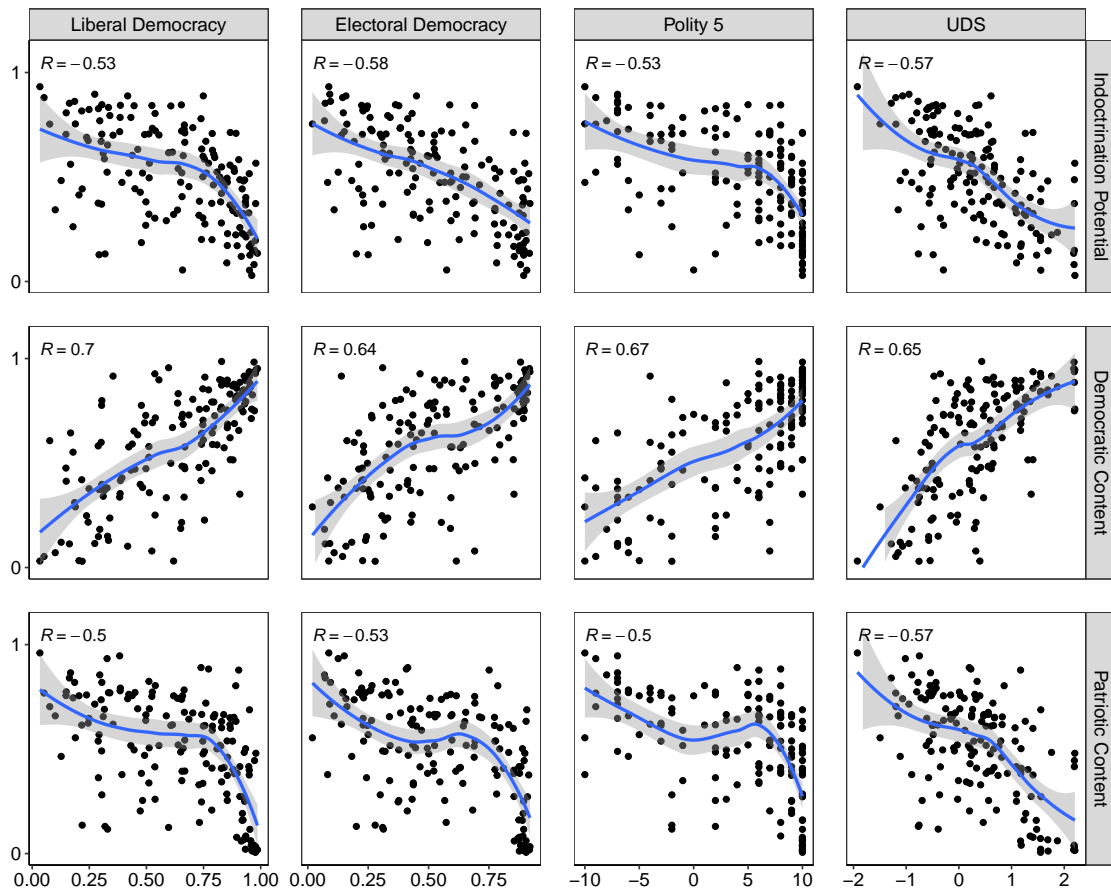 Liberal Democracy
Electoral Democracy
Polity 5
UDS
R = −0.53
R = −0.58
R = −0.53
R = −0.57
1
0
Indoctrination Potential
R = 0.7
R = 0.64
R = 0.67
R = 0.65
1
0
Democratic Content
R = −0.5
R = −0.53
R = −0.5
R = −0.57
1
0
Patriotic Content
0.00 0.25 0.50 0.75 1.00
0.00 0.25 0.50 0.75
−10 −5 0 5 10
−2 −1 0 1 2